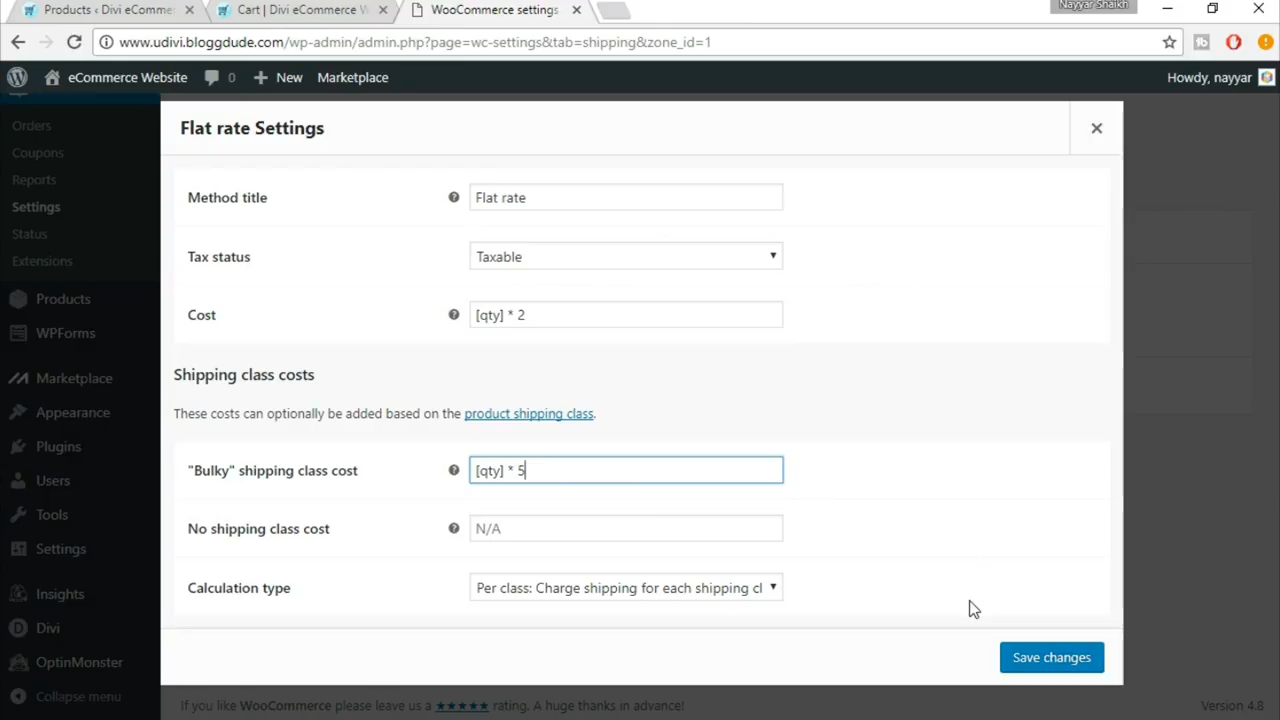 Products ‹ Divi eCommerce
Cart | Divi eCommerce W
WooCommerce settings
Nayyar Shaikh
www.udivi.bloggdude.com/wp-admin/admin.php?page=wc-settings&tab=shipping&zone_id=1
eCommerce Website
0
New
Marketplace
Howdy, nayyar
Orders
Coupons
Reports
Settings
Status
Extensions
Products
WPForms
Marketplace
Appearance
Plugins
Users
Tools
Settings
Insights
Divi
OptinMonster
Collapse menu
Flat rate Settings
Method title
Flat rate
Tax status
Taxable
Cost
[qty] * 2
Shipping class costs
These costs can optionally be added based on the product shipping class.
"Bulky" shipping class cost
[qty] * 5
No shipping class cost
N/A
Calculation type
Per class: Charge shipping for each shipping cl
Save changes
If you like WooCommerce please leave us a ★★★★★ rating. A huge thanks in advance!
Version 4.8